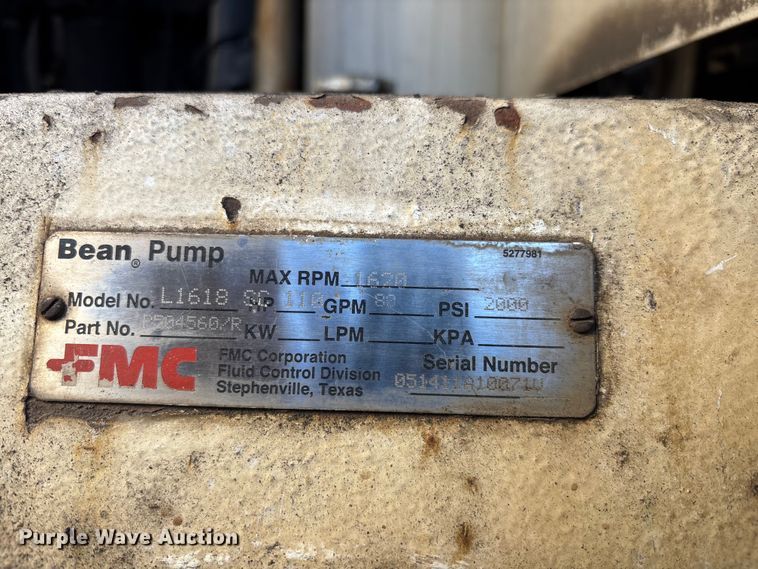 Bean® Pump
5277981
MAX RPM 1620
Model No. L1618 HP 110 GPM 80 PSI 2000
Part No. P504560/R KW LPM KPA
FMC
FMC Corporation
Fluid Control Division
Stephenville, Texas
Serial Number
Purple Wave Auction